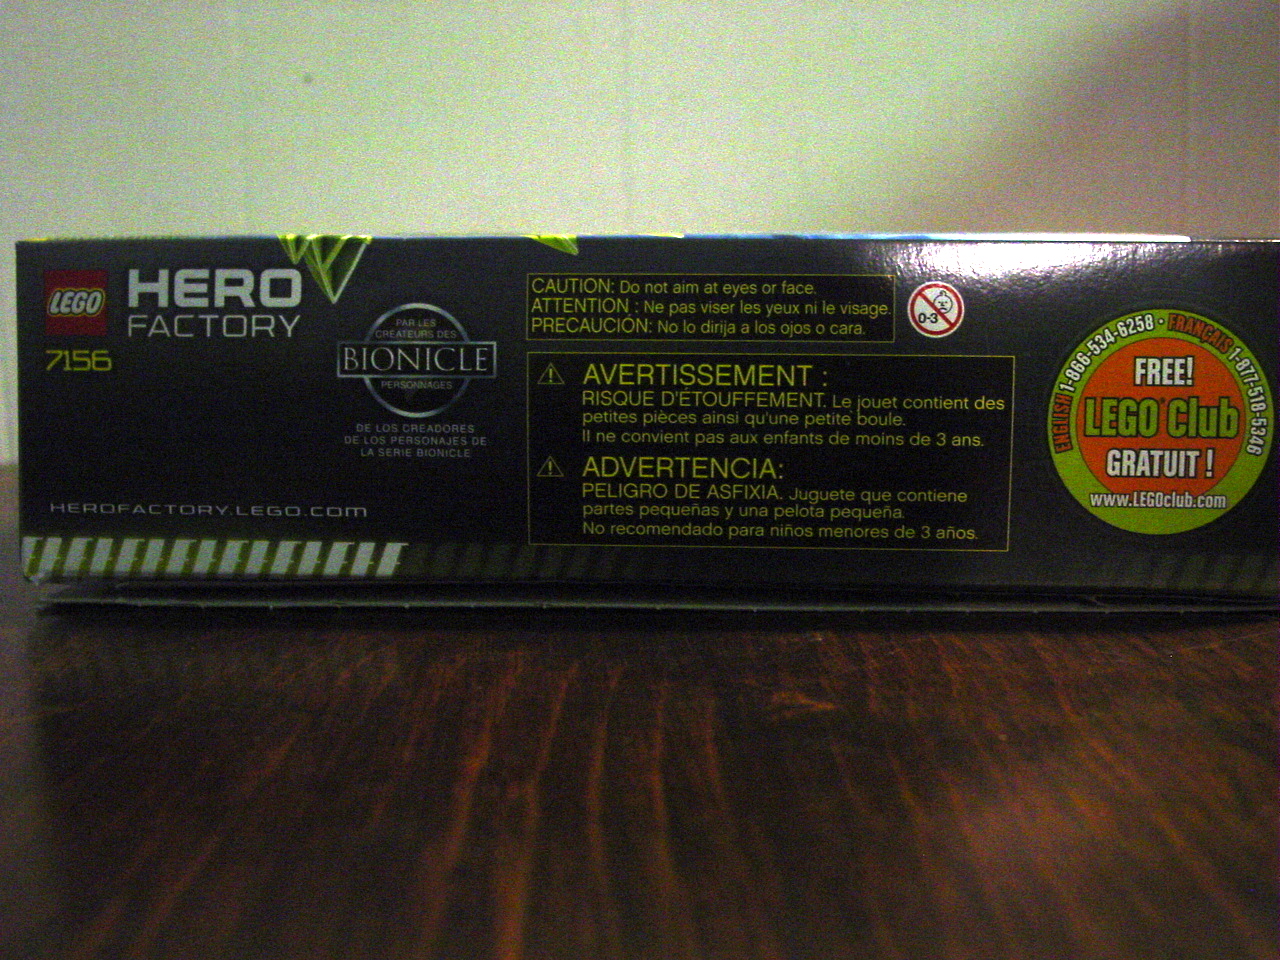 LEGO
HERO
FACTORY
7156
PAR LES
CRÉATEURS DES
BIONICLE
PERSONNAGES
DE LOS CREADORES
DE LOS PERSONAJES DE
LA SERIE BIONICLE
HEROFACTORY.LEGO.COM
CAUTION: Do not aim at eyes or face.
ATTENTION : Ne pas viser les yeux ni le visage.
PRECAUCIÓN: No lo dirija a los ojos o cara.
0-3
AVERTISSEMENT :
RISQUE D'ÉTOUFFEMENT. Le jouet contient des
petites pièces ainsi qu'une petite boule.
Il ne convient pas aux enfants de moins de 3 ans.
ADVERTENCIA:
PELIGRO DE ASFIXIA. Juguete que contiene
partes pequeñas y una pelota pequeña.
No recomendado para niños menores de 3 años.
ENGLISH 1-866-534-6258 • FRANÇAIS 1-877-518-5346
FREE!
LEGO® Club
GRATUIT !
www.LEGOclub.com